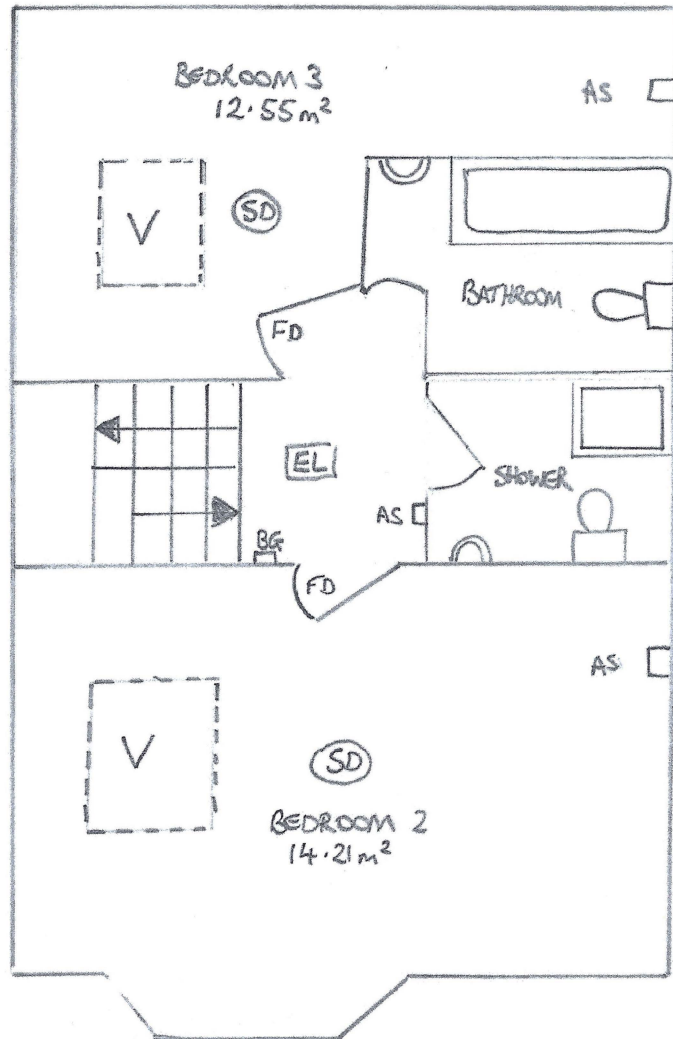 BEDROOM 3
12.55m²
AS
V
SD
BATHROOM
FD
EL
SHOWER
AS
BG
FD
AS
V
SD
BEDROOM 2
14.21m²